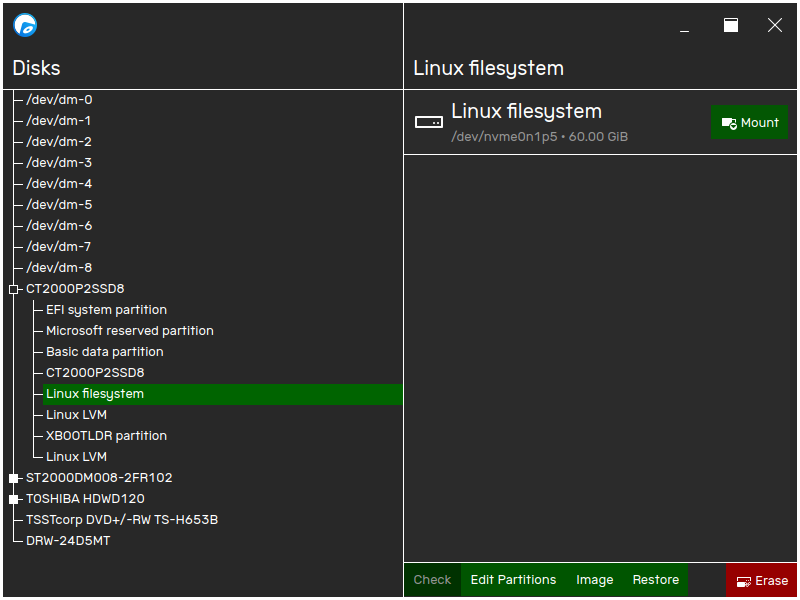 Disks
/dev/dm-0
/dev/dm-1
/dev/dm-2
/dev/dm-3
/dev/dm-4
/dev/dm-5
/dev/dm-6
/dev/dm-7
/dev/dm-8
CT2000P2SSD8
EFI system partition
Microsoft reserved partition
Basic data partition
CT2000P2SSD8
Linux filesystem
Linux LVM
XBOOTLDR partition
Linux LVM
ST2000DM008-2FR102
TOSHIBA HDWD120
TSSTcorp DVD+/-RW TS-H653B
DRW-24D5MT
Linux filesystem
Linux filesystem
/dev/nvme0n1p5 • 60.00 GiB
Mount
Check Edit Partitions Image Restore Erase